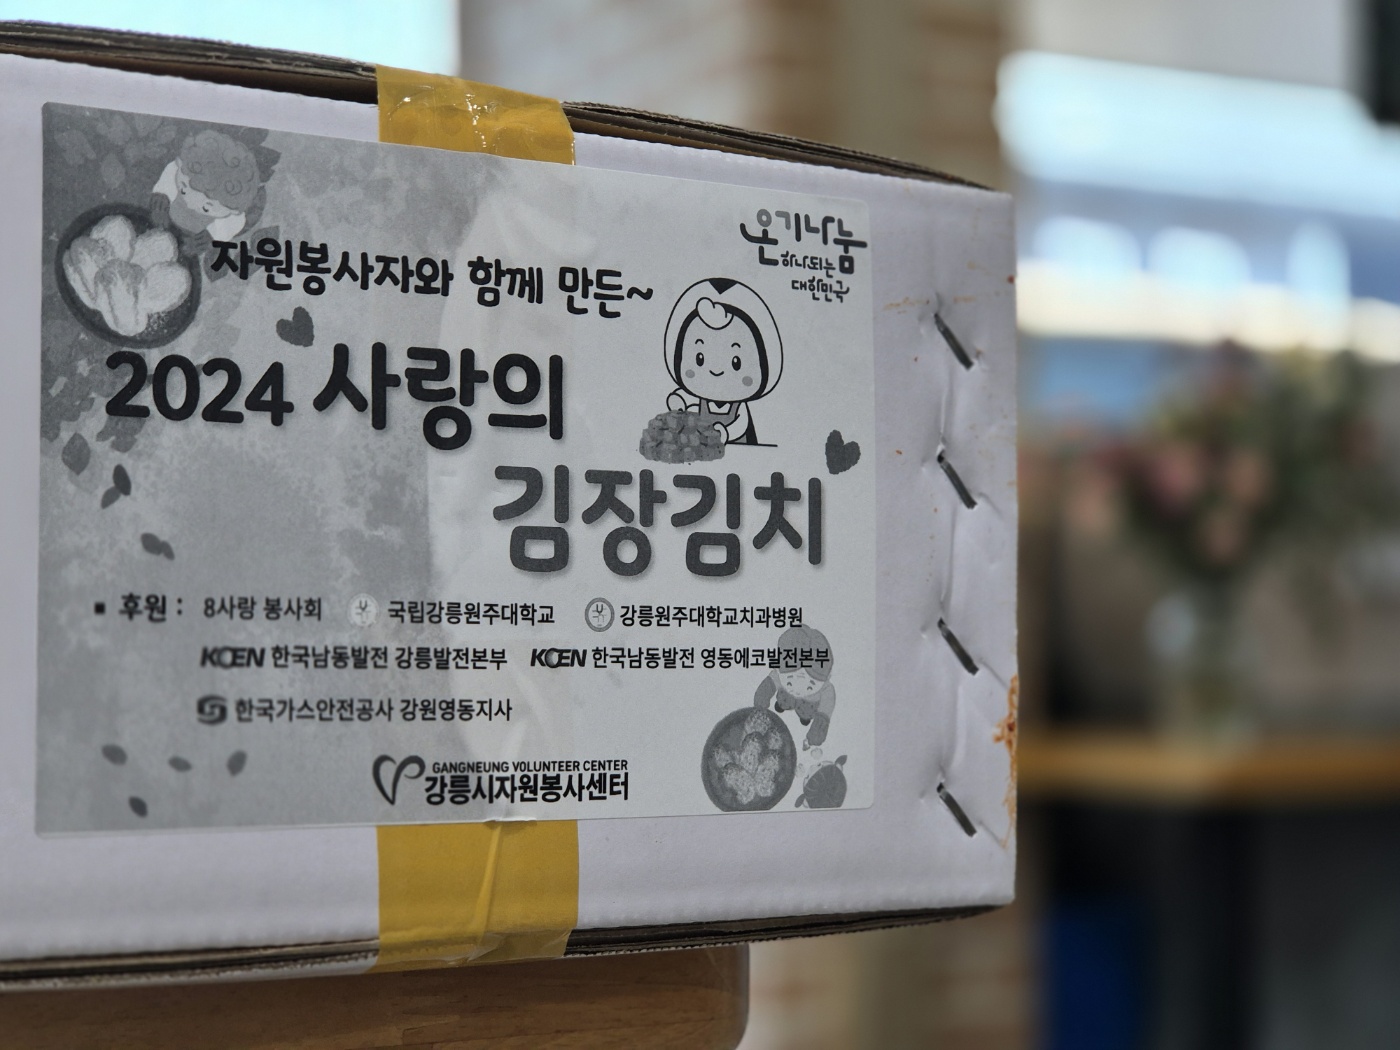 온기나눔
하나되는
대한민국
자원봉사자와 함께 만든~
2024 사랑의
김장김치
▪ 후원 : 8사랑 봉사회 국립강릉원주대학교 강릉원주대학교치과병원
KOEN 한국남동발전 강릉발전본부 KOEN 한국남동발전 영동에코발전본부
한국가스안전공사 강원영동지사
GANGNEUNG VOLUNTEER CENTER
강릉시자원봉사센터